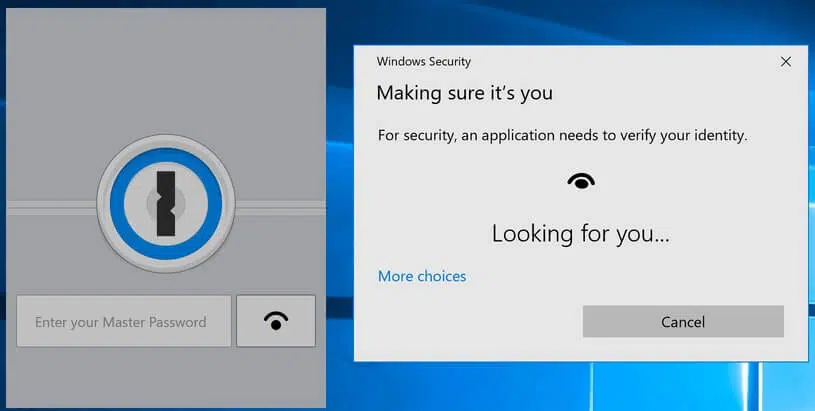 Enter your Master Password
Windows Security
Making sure it's you
For security, an application needs to verify your identity.
Looking for you...
More choices
Cancel